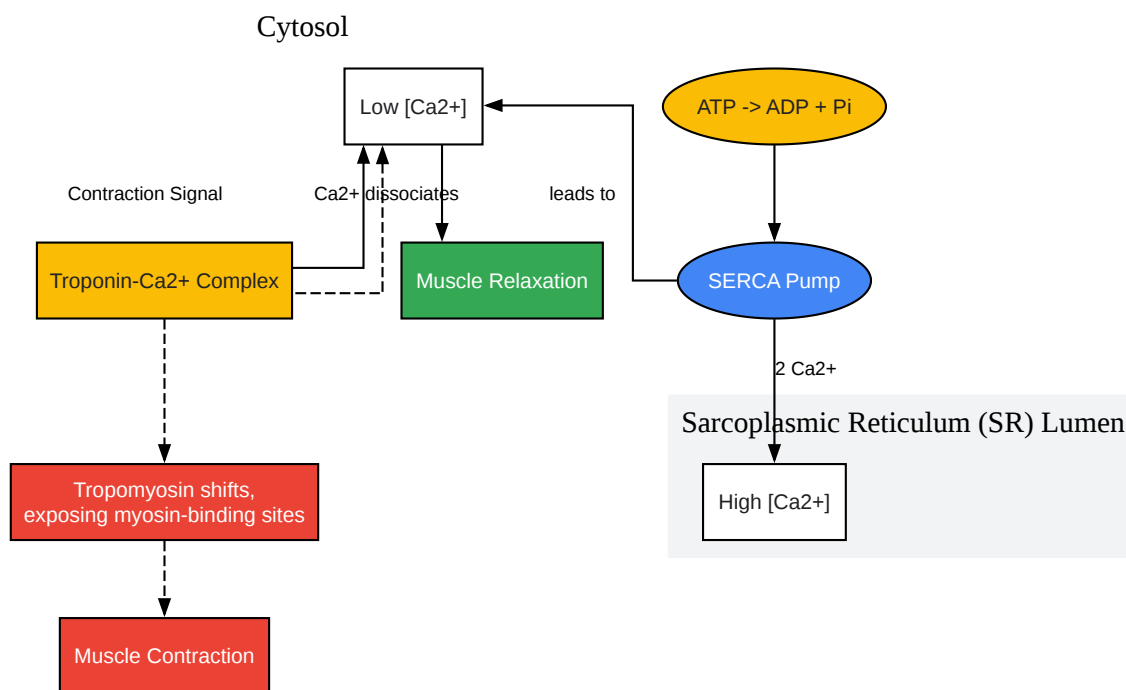 Cytosol
Low [Ca2+]
ATP -> ADP + Pi
Contraction Signal
Ca2+ dissociates
leads to
Troponin-Ca2+ Complex
Muscle Relaxation
SERCA Pump
2 Ca2+
Sarcoplasmic Reticulum (SR) Lumen
Tropomyosin shifts,
exposing myosin-binding sites
High [Ca2+]
Muscle Contraction